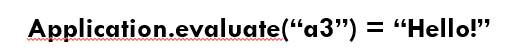 Application.evaluate(“a3”) = “Hello!”